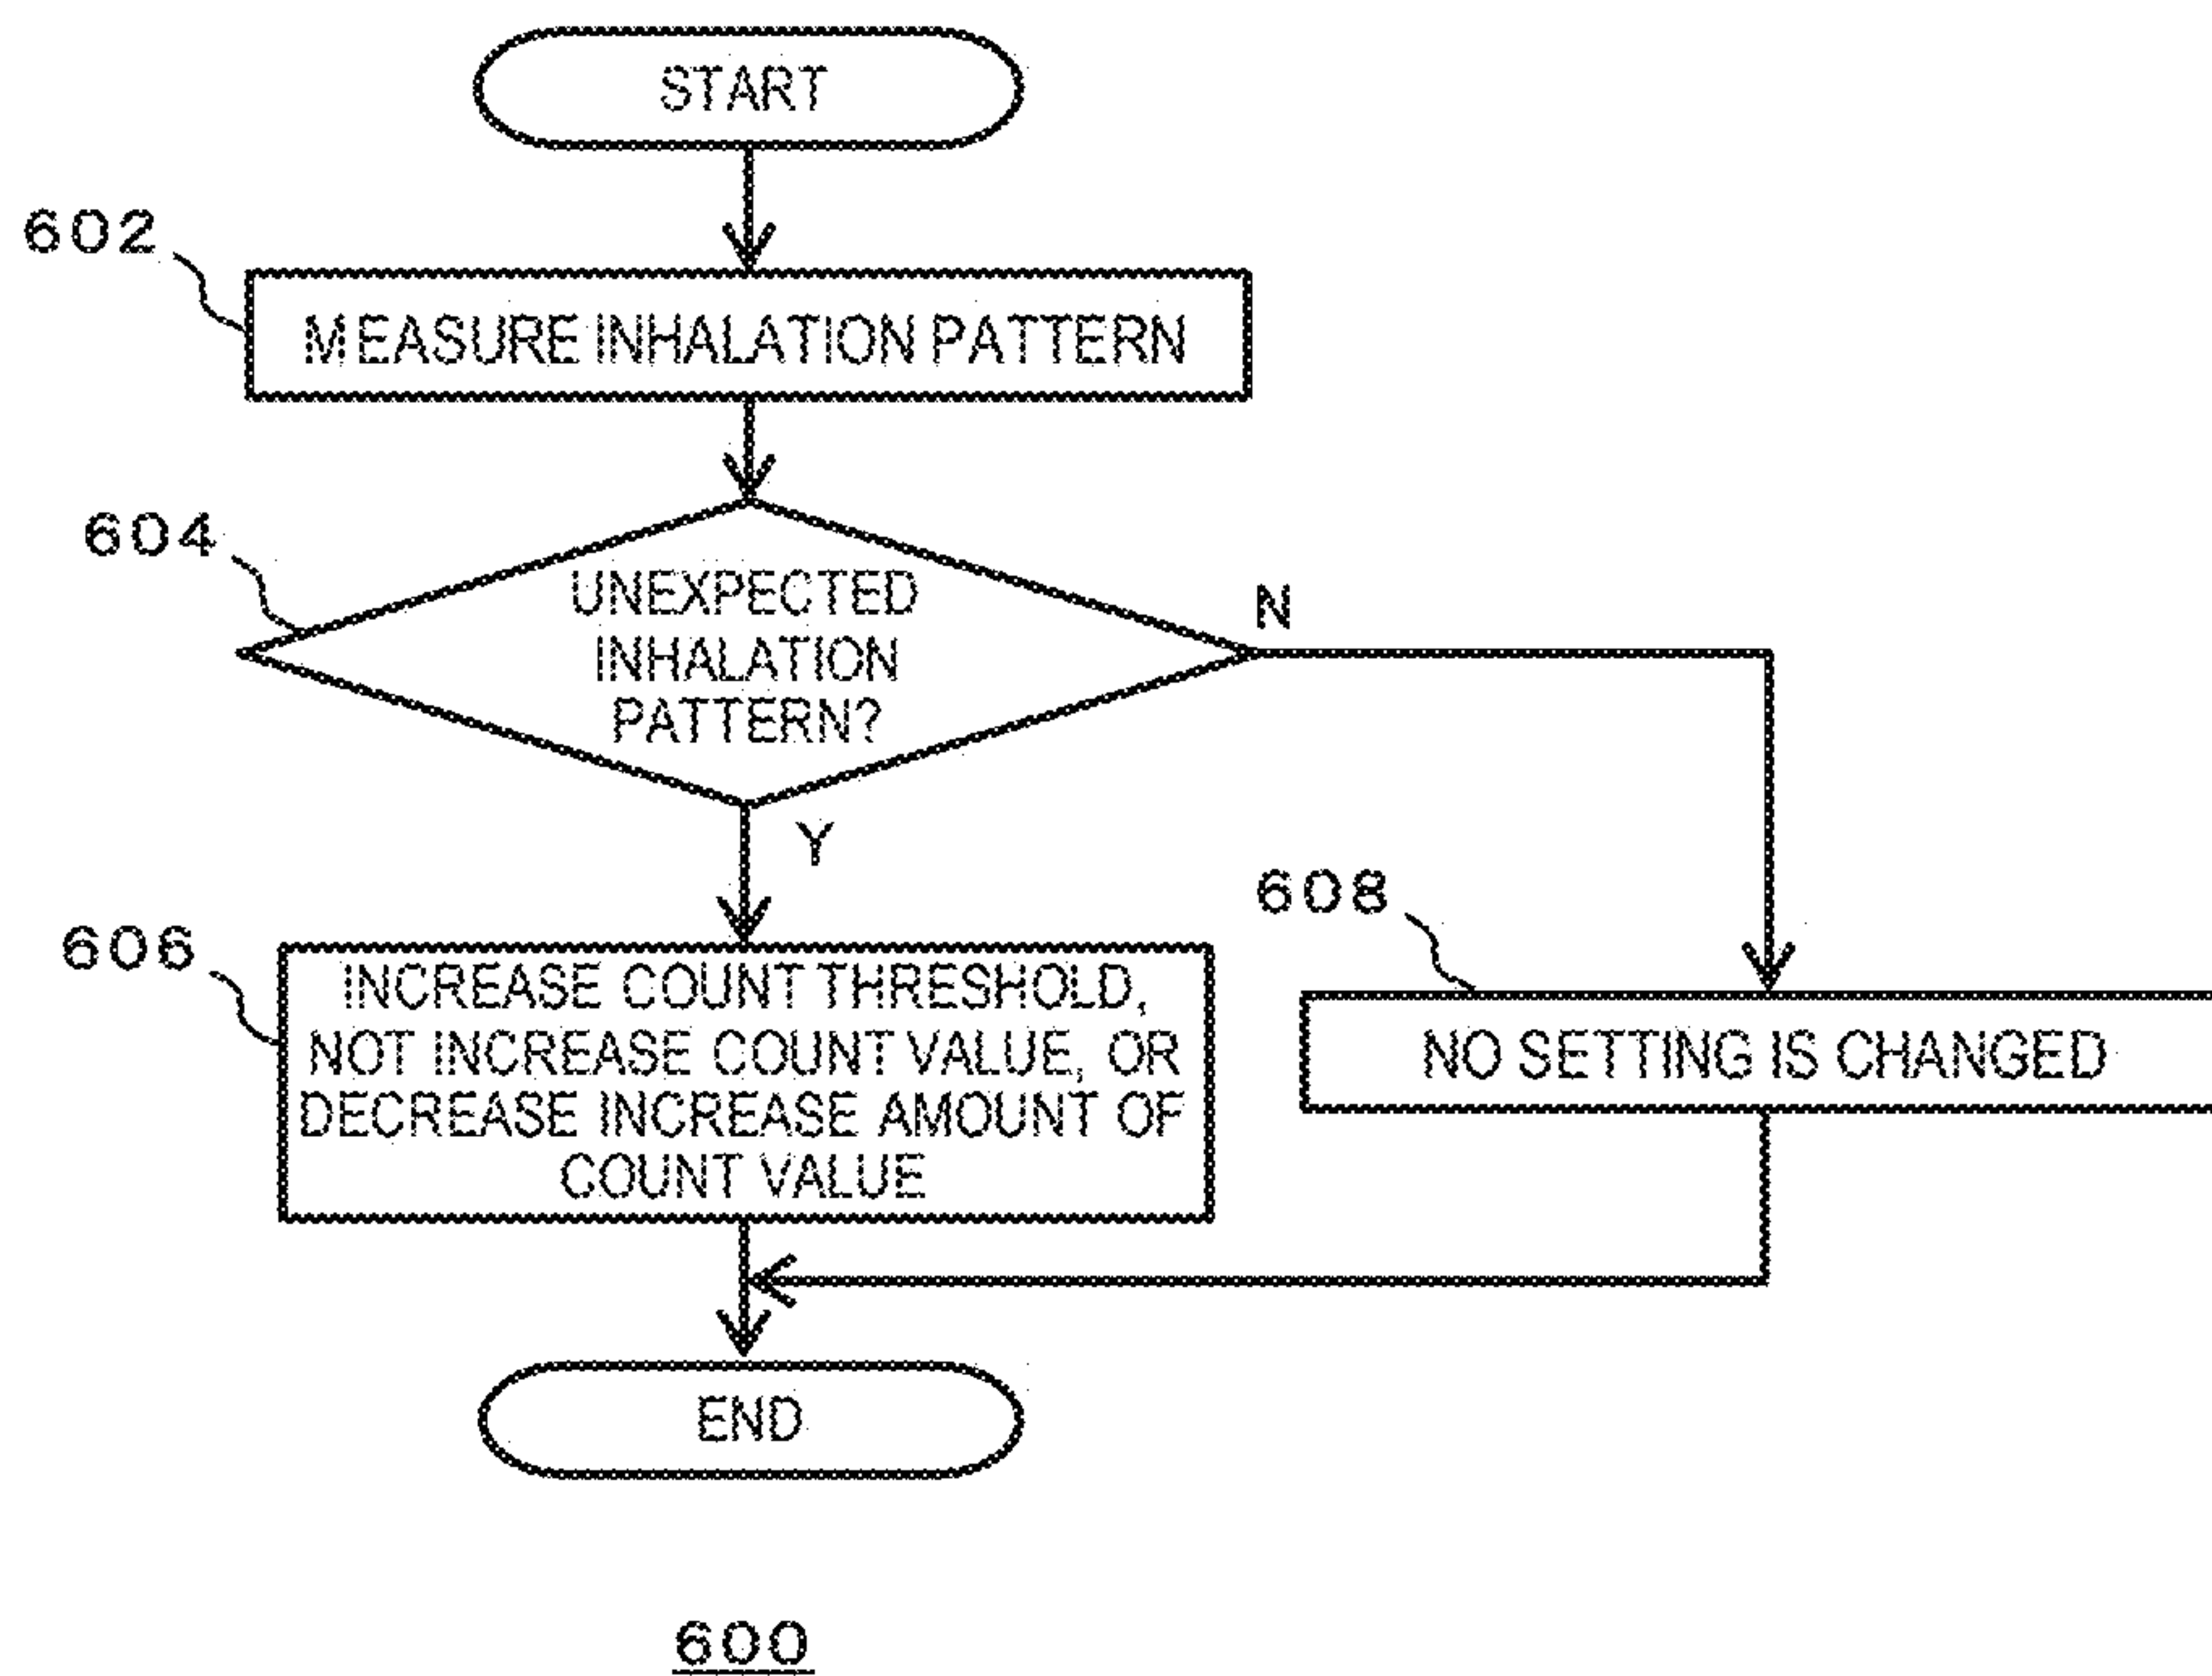 START
602
MEASURE INHALATION PATTERN
604
UNEXPECTED
INHALATION
PATTERN?
N
Y
606
INCREASE COUNT THRESHOLD,
NOT INCREASE COUNT VALUE, OR
DECREASE INCREASE AMOUNT OF
COUNT VALUE
608
NO SETTING IS CHANGED
END
600